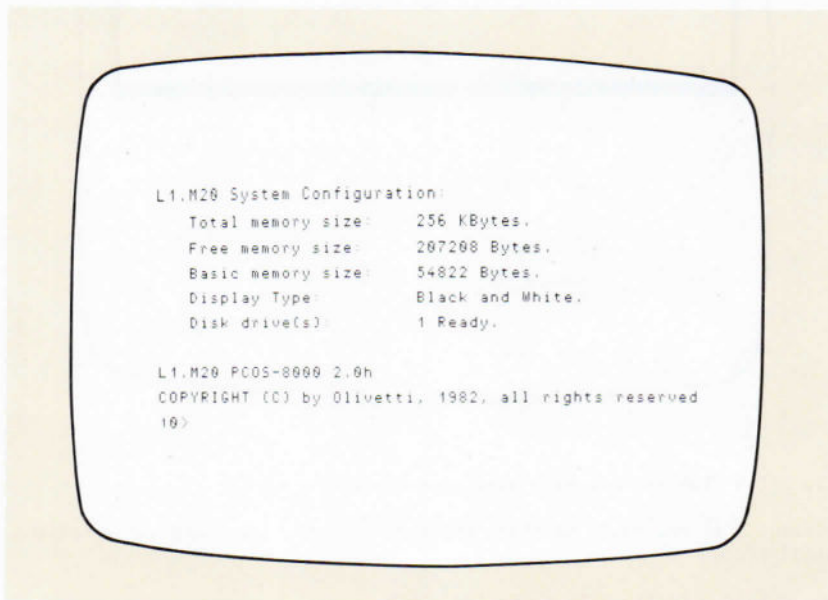 L1.M20 System Configuration:
Total memory size: 256 KBytes.
Free memory size: 207208 Bytes.
Basic memory size: 54822 Bytes.
Display Type: Black and White.
Disk drive(s): 1 Ready.
L1.M20 PCOS-8000 2.0h
COPYRIGHT (C) by Olivetti, 1982, all rights reserved
10>